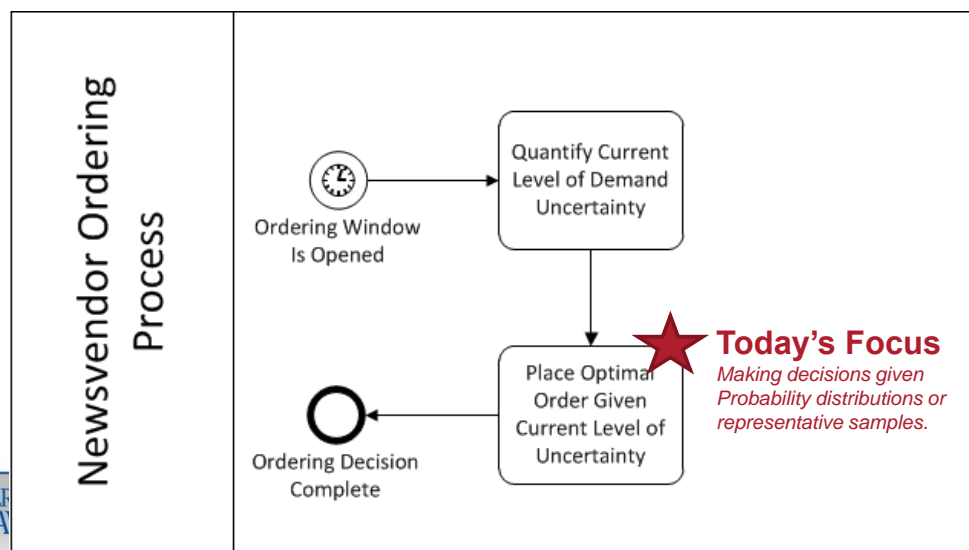 Newsvendor Ordering
Process
Ordering Window
Is Opened
Quantify Current
Level of Demand
Uncertainty
Today's Focus
Making decisions given
Probability distributions or
representative samples.
Place Optimal
Order Given
Current Level of
Uncertainty
Ordering Decision
Complete